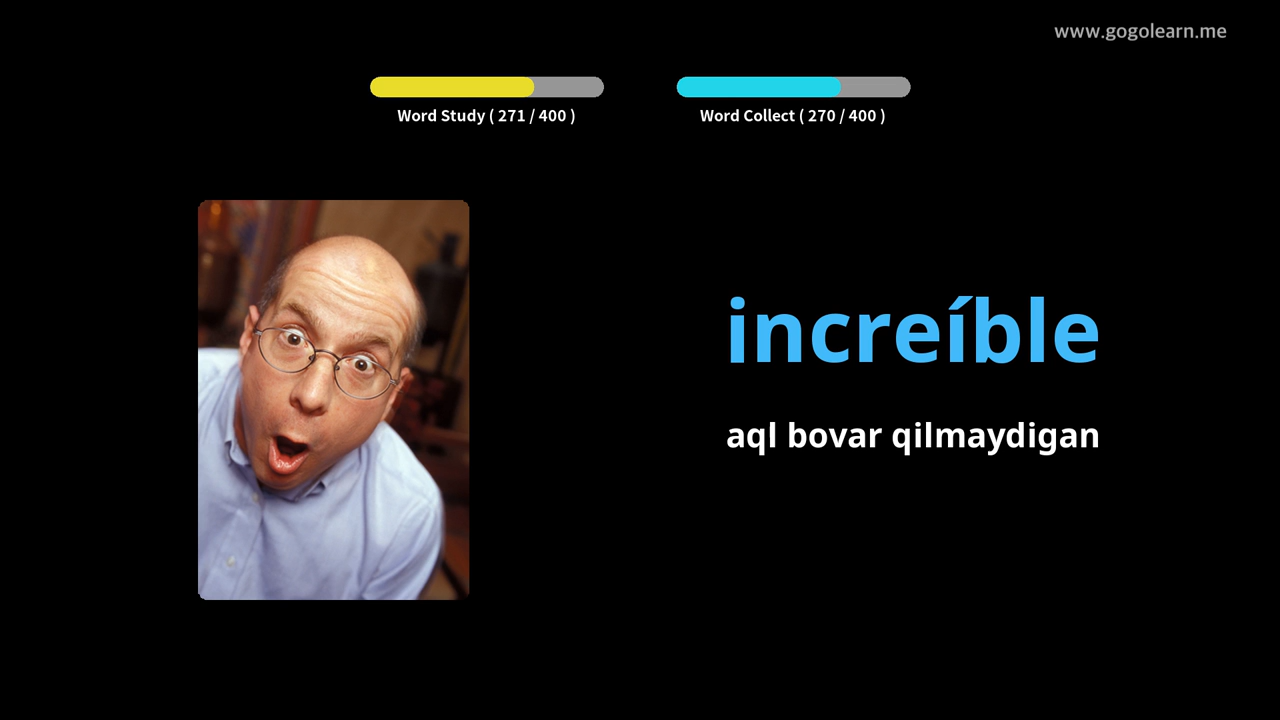 www.gogolearn.me
Word Study ( 271 / 400 )
Word Collect ( 270 / 400 )
increíble
aql bovar qilmaydigan